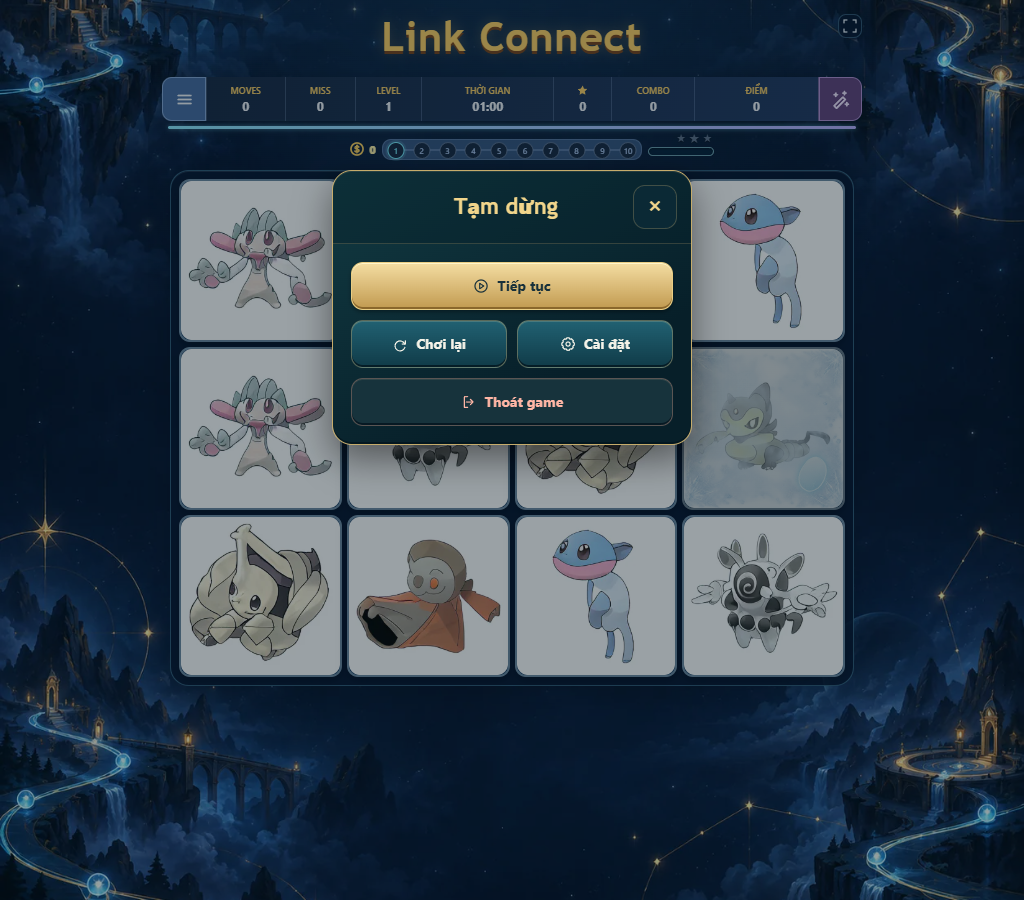 Link Connect
MOVES MISS LEVEL THỜI GIAN ★ COMBO ĐIỂM
0 0 1 01:00 0 0 0
$ 0 1 2 3 4 5 6 7 8 9 10 ★ ★ ★
Tạm dừng ✕
Tiếp tục
Chơi lại Cài đặt
Thoát game